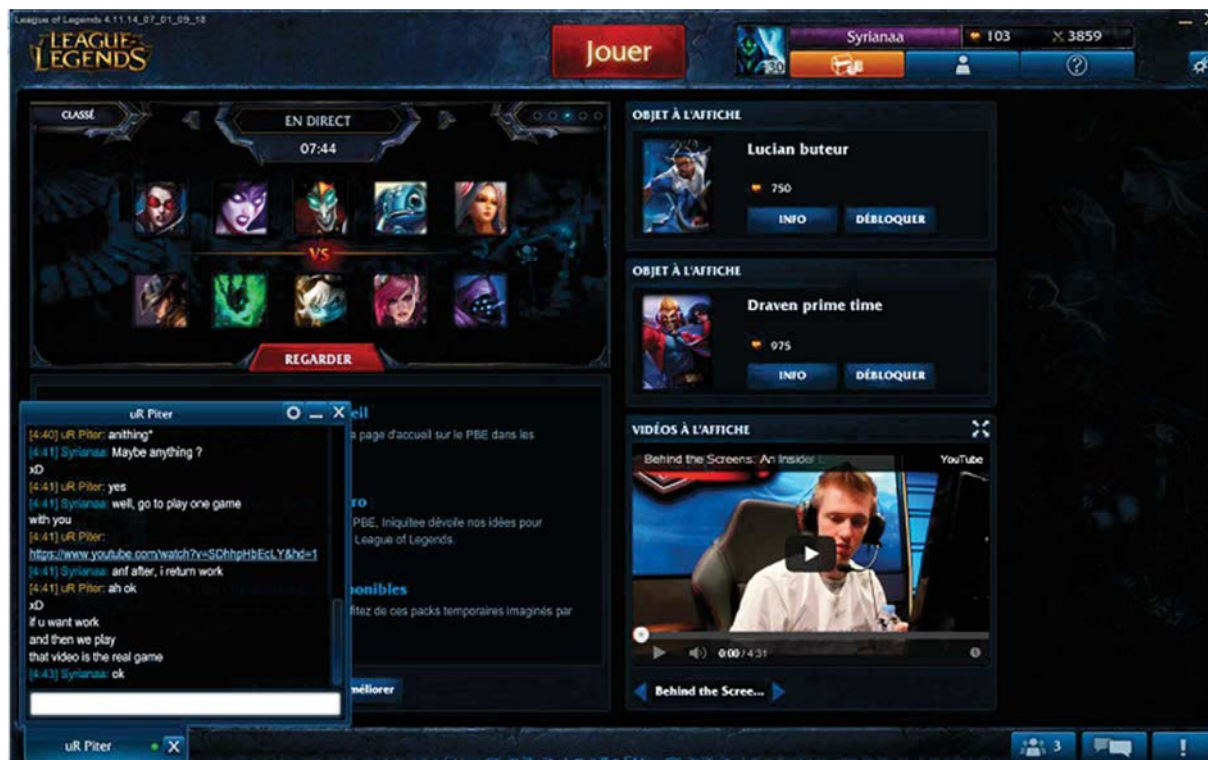 League of Legends 4.11.14_07_01_09_18
LEAGUE OF LEGENDS
Jouer
30
Syrianaa
103
3859
CLASSÉ
EN DIRECT
07:44
VS
REGARDER
OBJET À L'AFFICHE
Lucian buteur
750
INFO
DÉBLOQUER
OBJET À L'AFFICHE
Draven prime time
975
INFO
DÉBLOQUER
eil
a page d'accueil sur le PBE dans les
ro
PBE, Iniquitee dévoile nos idées pour
League of Legends.
onibles
fitez de ces packs temporaires imaginés par
méliorer
uR Piter
[4:40] uR Piter: anithing*
[4:41] Syrianaa: Maybe anything ?
xD
[4:41] uR Piter: yes
[4:41] Syrianaa: well, go to play one game
with you
[4:41] uR Piter:
https://www.youtube.com/watch?v=SDhhpHbEcLY&hd=1
[4:41] Syrianaa: anf after, i return work
[4:41] uR Piter: ah ok
xD
if u want work
and then we play
that video is the real game
[4:43] Syrianaa: ok
VIDÉOS À L'AFFICHE
Behind the Screens: An Insider
YouTube
0:00 / 4:31
Behind the Scree...
uR Piter
X
3